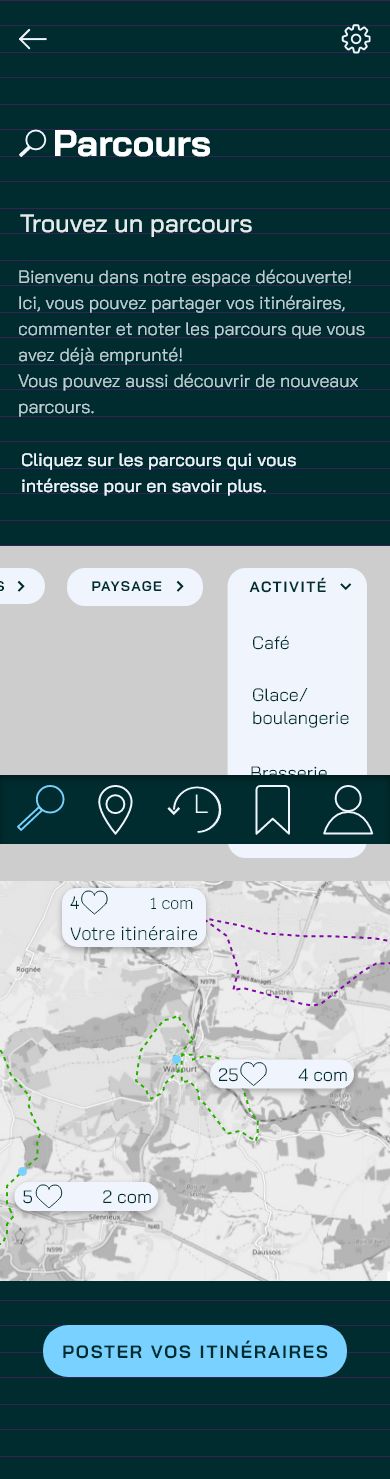 Parcours
Trouvez un parcours
Bienvenu dans notre espace découverte!
Ici, vous pouvez partager vos itinéraires,
commenter et noter les parcours que vous
avez déjà emprunté!
Vous pouvez aussi découvrir de nouveaux
parcours.
Cliquez sur les parcours qui vous
intéresse pour en savoir plus.
S
PAYSAGE
ACTIVITÉ
Café
Glace/
boulangerie
Brasserie
4 1 com
Votre itinéraire
Rognée
N978
Chastrès
Walcourt
25 4 com
5 2 com
Silenrieux
N40
N599
Daussois
POSTER VOS ITINÉRAIRES